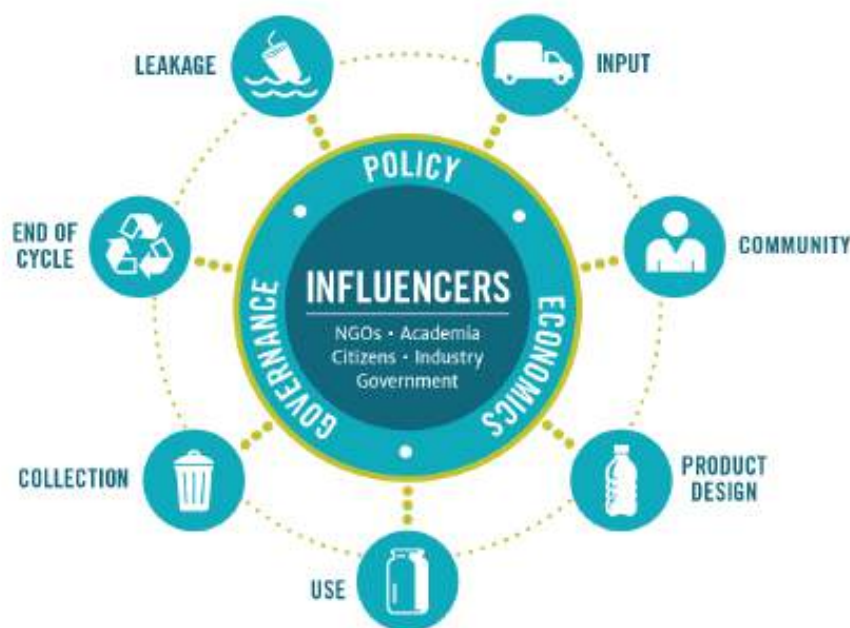 LEAKAGE
INPUT
POLICY
END OF
CYCLE
COMMUNITY
INFLUENCERS
NGOs • Academia
Citizens • Industry
Government
GOVERNANCE
ECONOMICS
COLLECTION
PRODUCT
DESIGN
USE